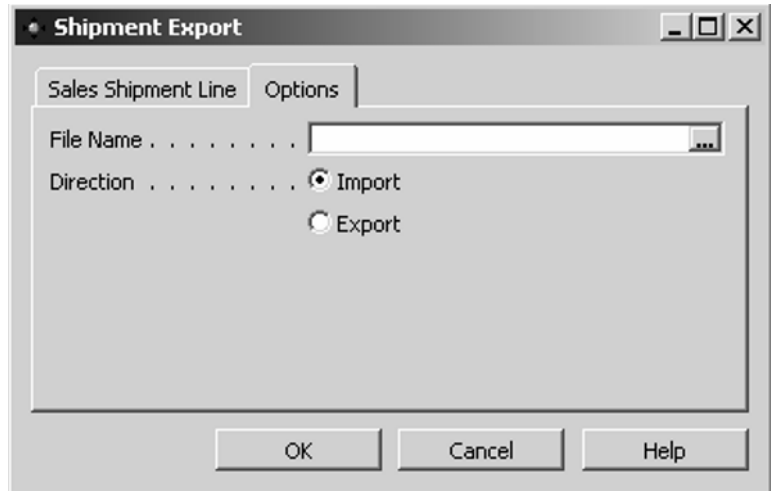 Shipment Export
Sales Shipment Line Options
File Name . . . . . . . . ...
Direction . . . . . . . . Import
Export
OK Cancel Help